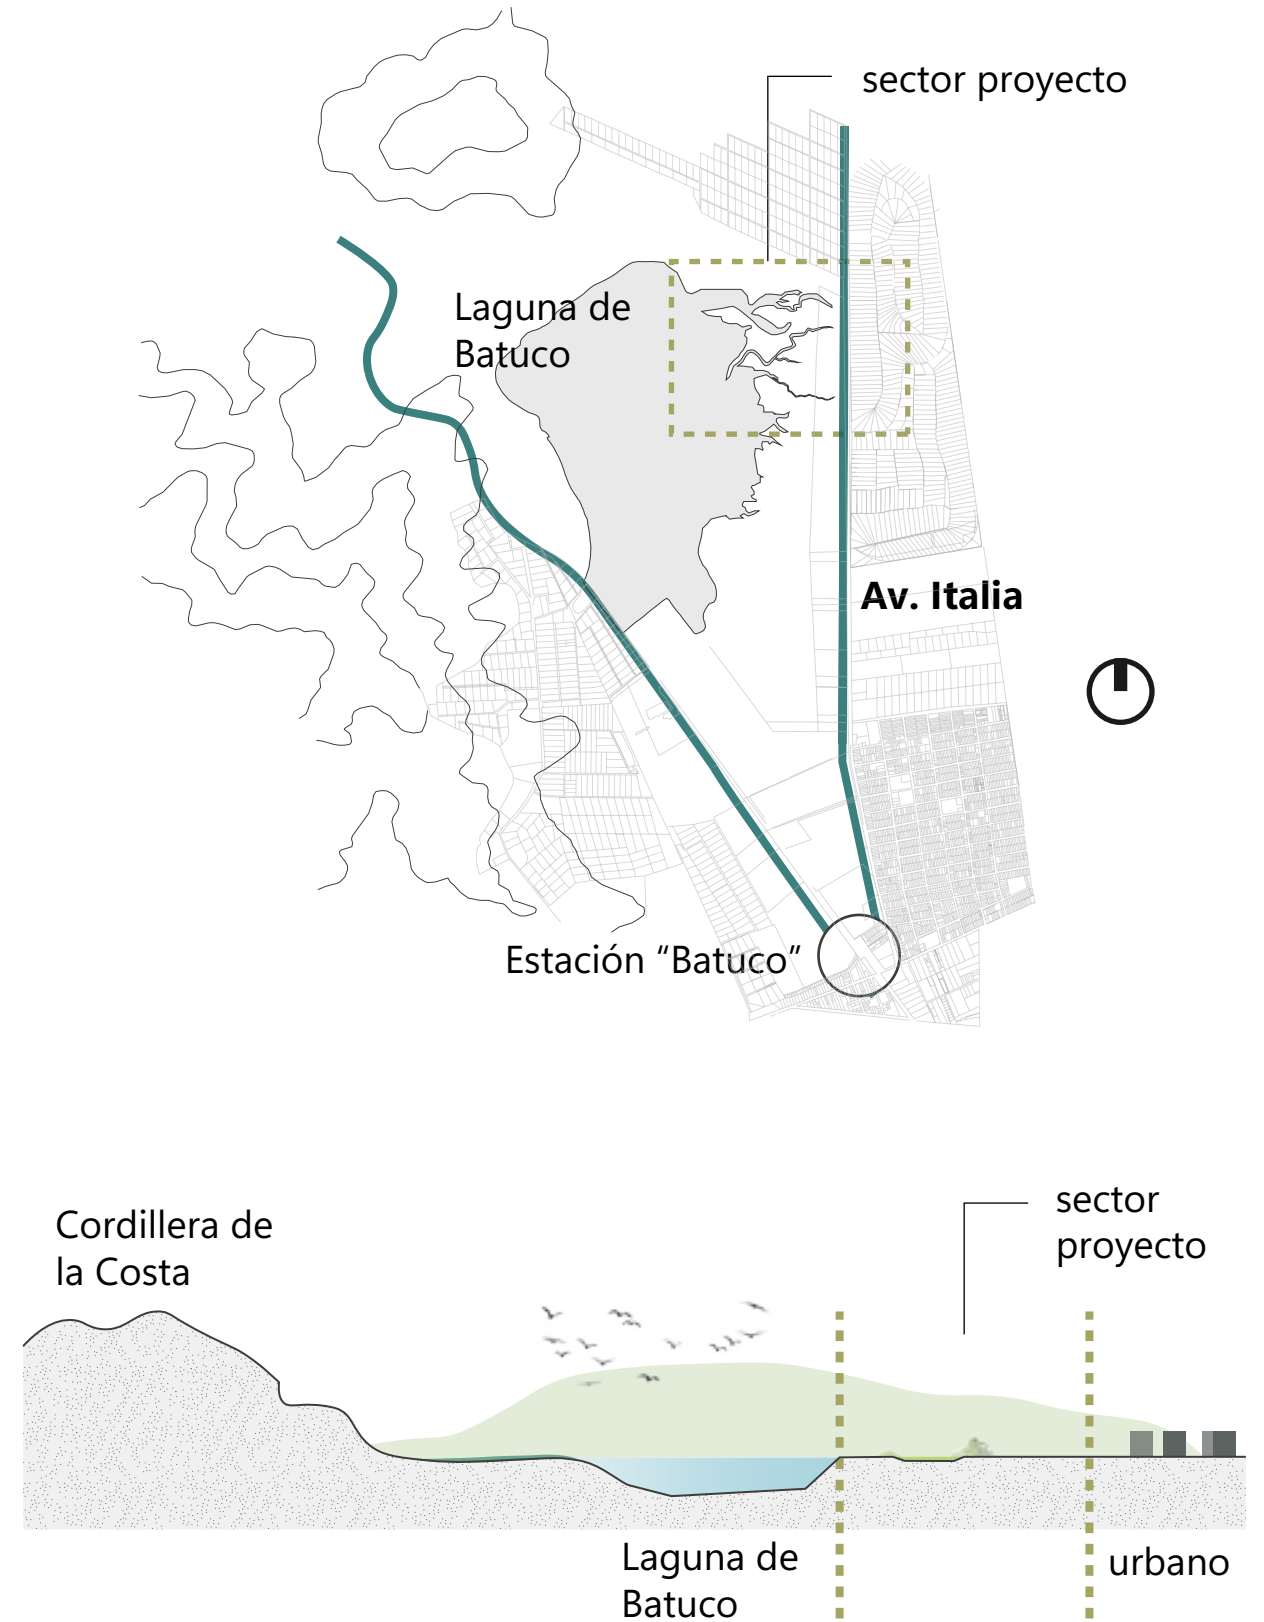 sector proyecto
Laguna de
Batuco
Av. Italia
Estación “Batuco”
Cordillera de
la Costa
sector
proyecto
Laguna de
Batuco
urbano